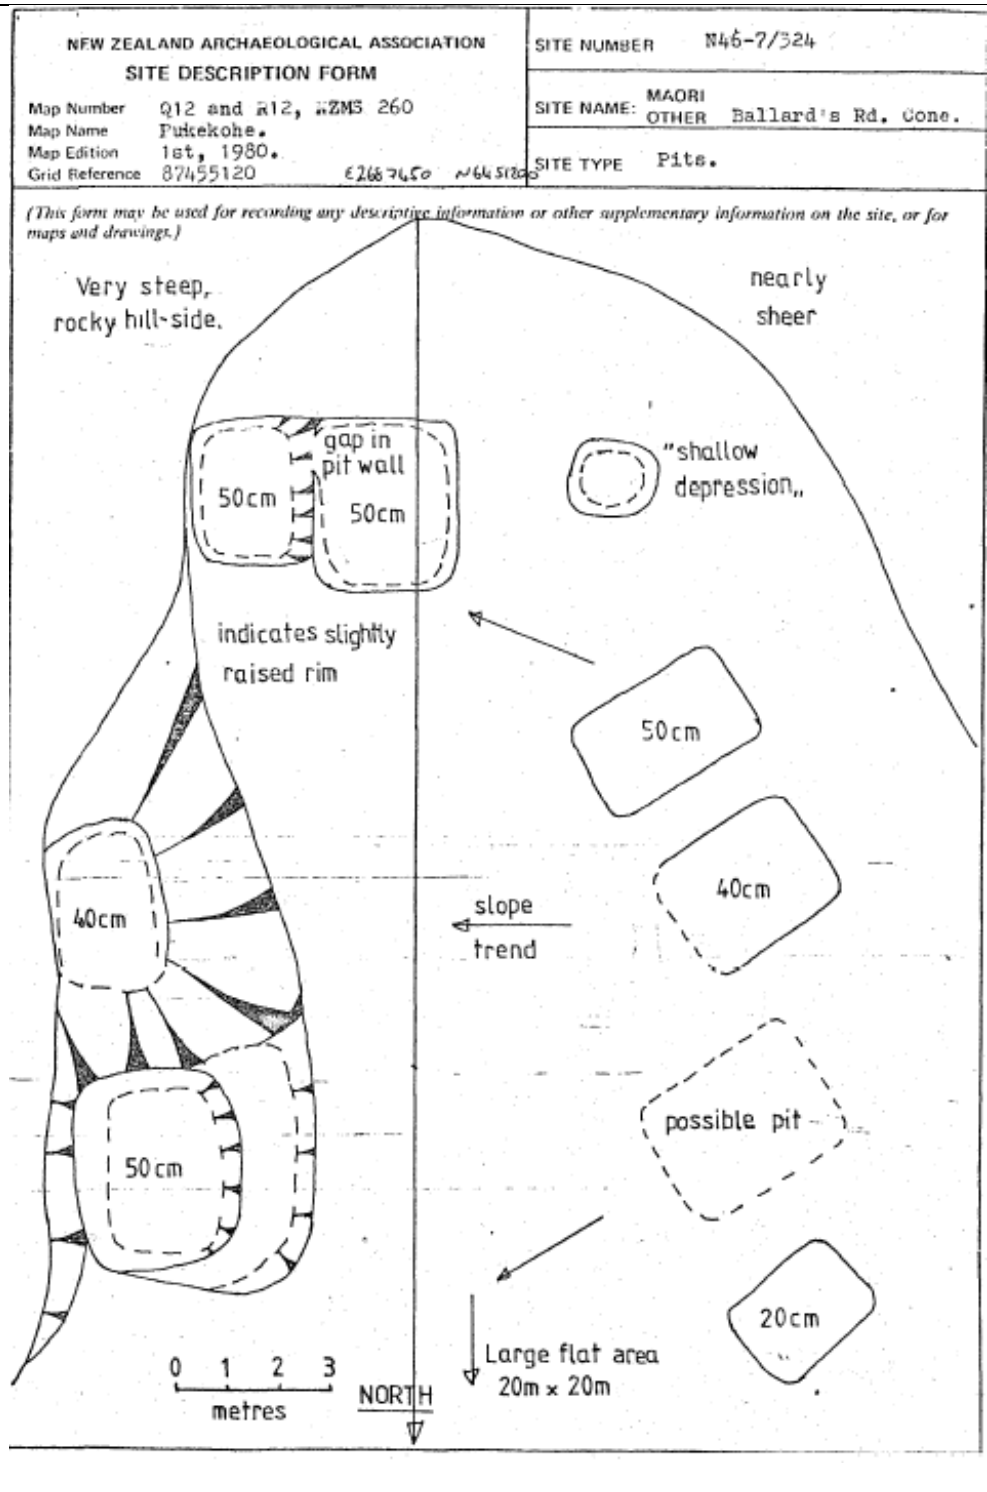 NEW ZEALAND ARCHAEOLOGICAL ASSOCIATION
SITE DESCRIPTION FORM
Map Number Q12 and R12, NZMS 260
Map Name Pukekohe.
Map Edition 1st, 1980.
Grid Reference 87455120 E2687450 N6451200
SITE NUMBER N46-7/324
SITE NAME: MAORI
OTHER Ballard's Rd. Cone.
SITE TYPE Pits.
(This form may be used for recording any descriptive information or other supplementary information on the site, or for
maps and drawings.)
Very steep,
rocky hill-side.
nearly
sheer
gap in
pit wall
50cm
50cm
"shallow
depression„
indicates slightly
raised rim
50cm
40cm
40cm
slope
trend
possible pit
50cm
20cm
Large flat area
20m x 20m
0 1 2 3
metres
NORTH